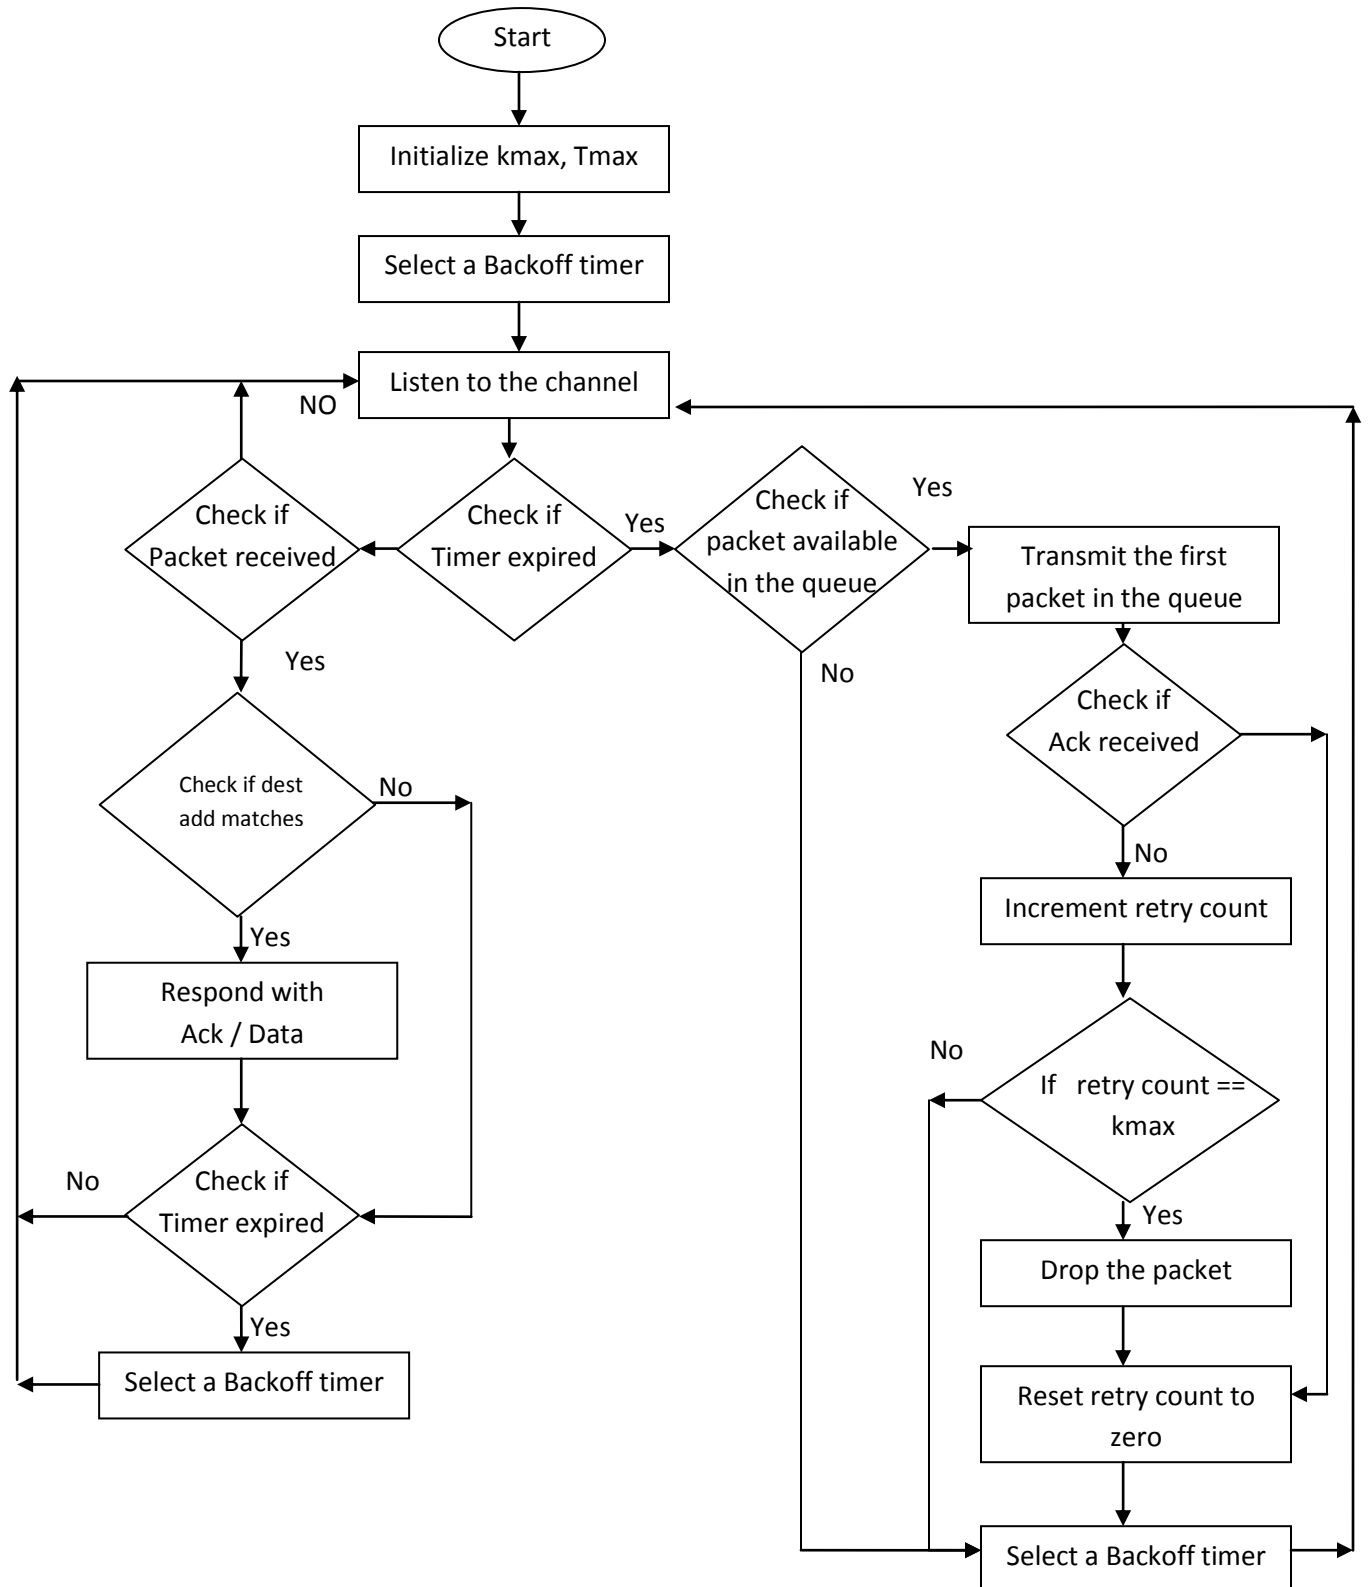 Start
Initialize kmax, Tmax
Select a Backoff timer
Listen to the channel
NO
Check if
Packet received
Check if
Timer expired
Yes
Check if
packet available
in the queue
Yes
Transmit the first
packet in the queue
Yes
No
Check if
Ack received
Check if dest
add matches
No
No
Increment retry count
Yes
Respond with
Ack / Data
No
If retry count ==
kmax
No
Check if
Timer expired
Yes
Drop the packet
Yes
Select a Backoff timer
Reset retry count to
zero
Select a Backoff timer